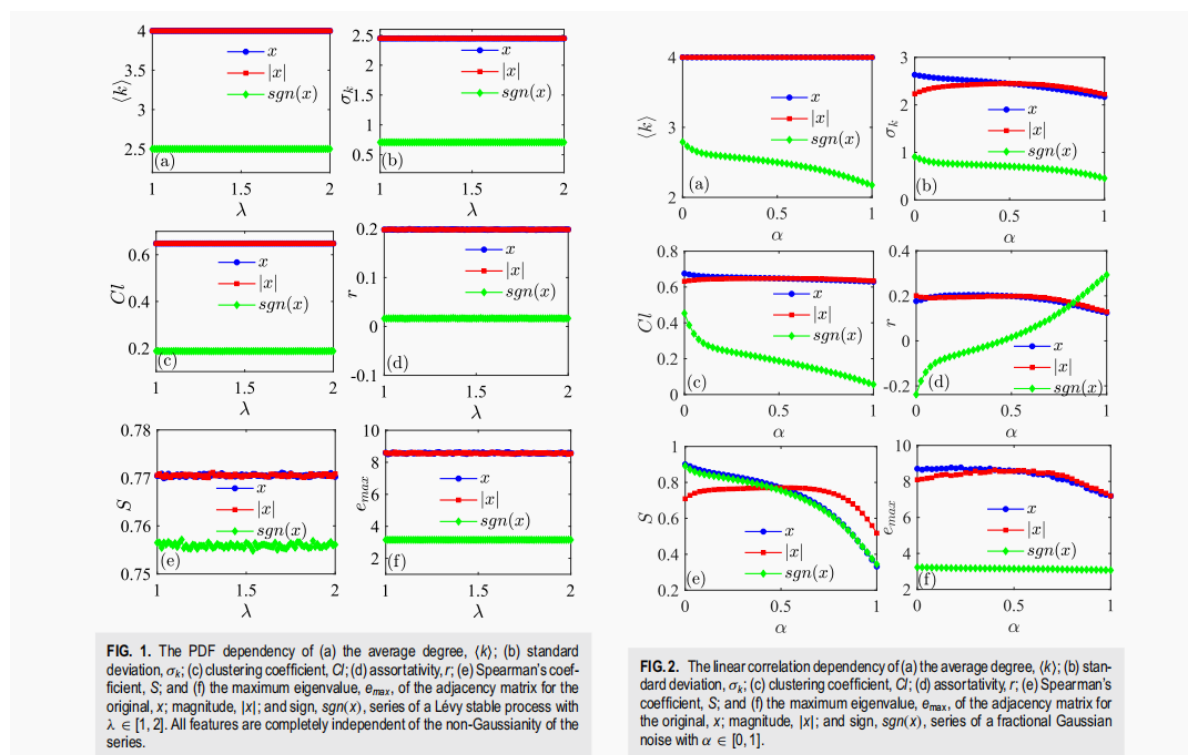 4
3.5
3
2.5
⟨k⟩
x
|x|
sgn(x)
(a)
1 1.5 2
λ
2.5
2
1.5
1
0.5
σₖ
x
|x|
sgn(x)
(b)
1 1.5 2
λ
0.6
0.4
0.2
Cl
x
|x|
sgn(x)
(c)
1 1.5 2
λ
0.2
0.1
0
-0.1
r
x
|x|
sgn(x)
(d)
1 1.5 2
λ
0.78
0.77
0.76
0.75
S
x
|x|
sgn(x)
(e)
1 1.5 2
λ
10
8
6
4
2
e_max
x
|x|
sgn(x)
(f)
1 1.5 2
λ
FIG. 1. The PDF dependency of (a) the average degree, ⟨k⟩; (b) standard
deviation, σₖ; (c) clustering coefficient, Cl; (d) assortativity, r; (e) Spearman's coef-
ficient, S; and (f) the maximum eigenvalue, e_max, of the adjacency matrix for the
original, x; magnitude, |x|; and sign, sgn(x), series of a Lévy stable process with
λ ∈ [1, 2]. All features are completely independent of the non-Gaussianity of the
series.
4
3
2
⟨k⟩
x
|x|
sgn(x)
(a)
0 0.5 1
α
3
2
1
0
σₖ
x
|x|
sgn(x)
(b)
0 0.5 1
α
0.8
0.6
0.4
0.2
0
Cl
x
|x|
sgn(x)
(c)
0 0.5 1
α
0.4
0.2
0
-0.2
r
x
|x|
sgn(x)
(d)
0 0.5 1
α
1
0.8
0.6
0.4
0.2
S
x
|x|
sgn(x)
(e)
0 0.5 1
α
10
8
6
4
2
e_max
x
|x|
sgn(x)
(f)
0 0.5 1
α
FIG. 2. The linear correlation dependency of (a) the average degree, ⟨k⟩; (b) stan-
dard deviation, σₖ; (c) clustering coefficient, Cl; (d) assortativity, r; (e) Spearman's
coefficient, S; and (f) the maximum eigenvalue, e_max, of the adjacency matrix for
the original, x; magnitude, |x|; and sign, sgn(x), series of a fractional Gaussian
noise with α ∈ [0, 1].